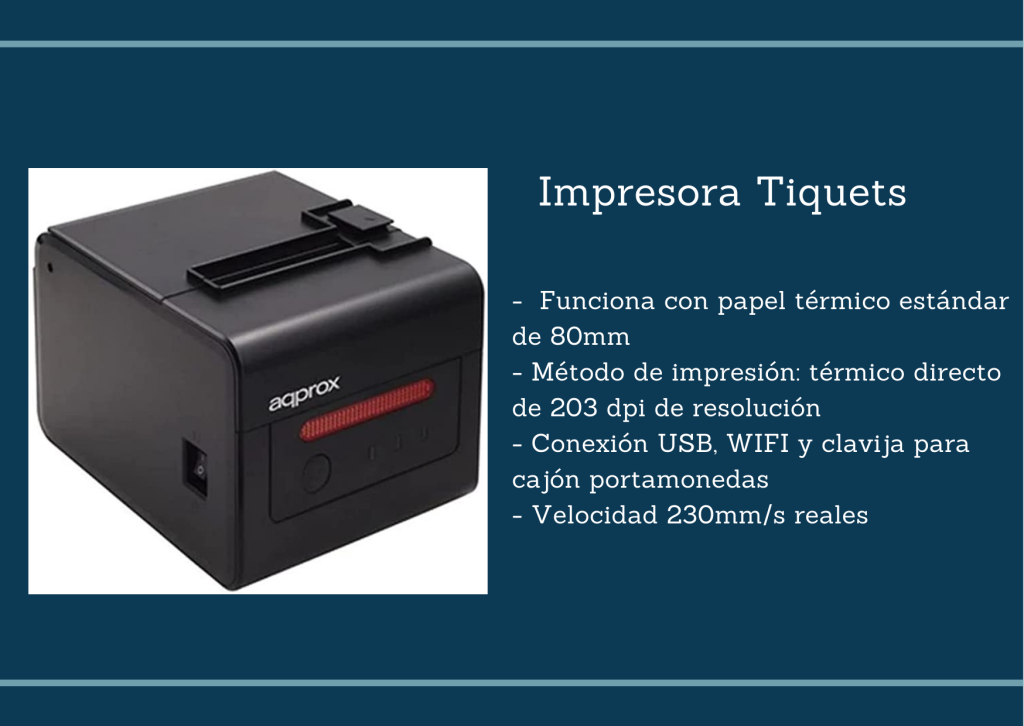 Impresora Tiquets
aqprox
-  Funciona con papel térmico estándar
de 80mm
- Método de impresión: térmico directo
de 203 dpi de resolución
- Conexión USB, WIFI y clavija para
cajón portamonedas
- Velocidad 230mm/s reales